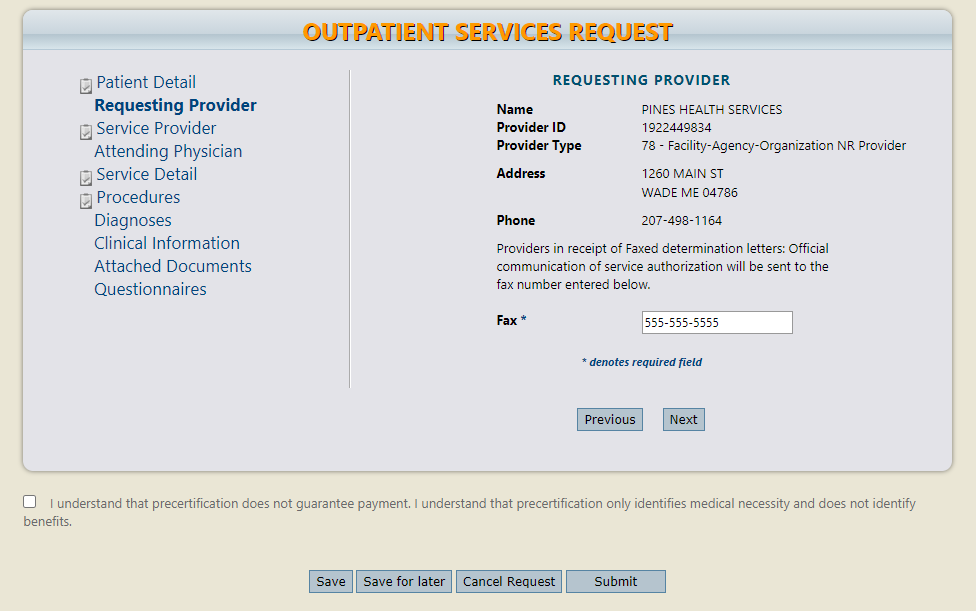 OUTPATIENT SERVICES REQUEST
Patient Detail
Requesting Provider
Service Provider
Attending Physician
Service Detail
Procedures
Diagnoses
Clinical Information
Attached Documents
Questionnaires
REQUESTING PROVIDER
Name PINES HEALTH SERVICES
Provider ID 1922449834
Provider Type 78 - Facility-Agency-Organization NR Provider
Address 1260 MAIN ST
WADE ME 04786
Phone 207-498-1164
Providers in receipt of Faxed determination letters: Official
communication of service authorization will be sent to the
fax number entered below.
Fax * 555-555-5555
* denotes required field
Previous Next
I understand that precertification does not guarantee payment. I understand that precertification only identifies medical necessity and does not identify
benefits.
Save Save for later Cancel Request Submit